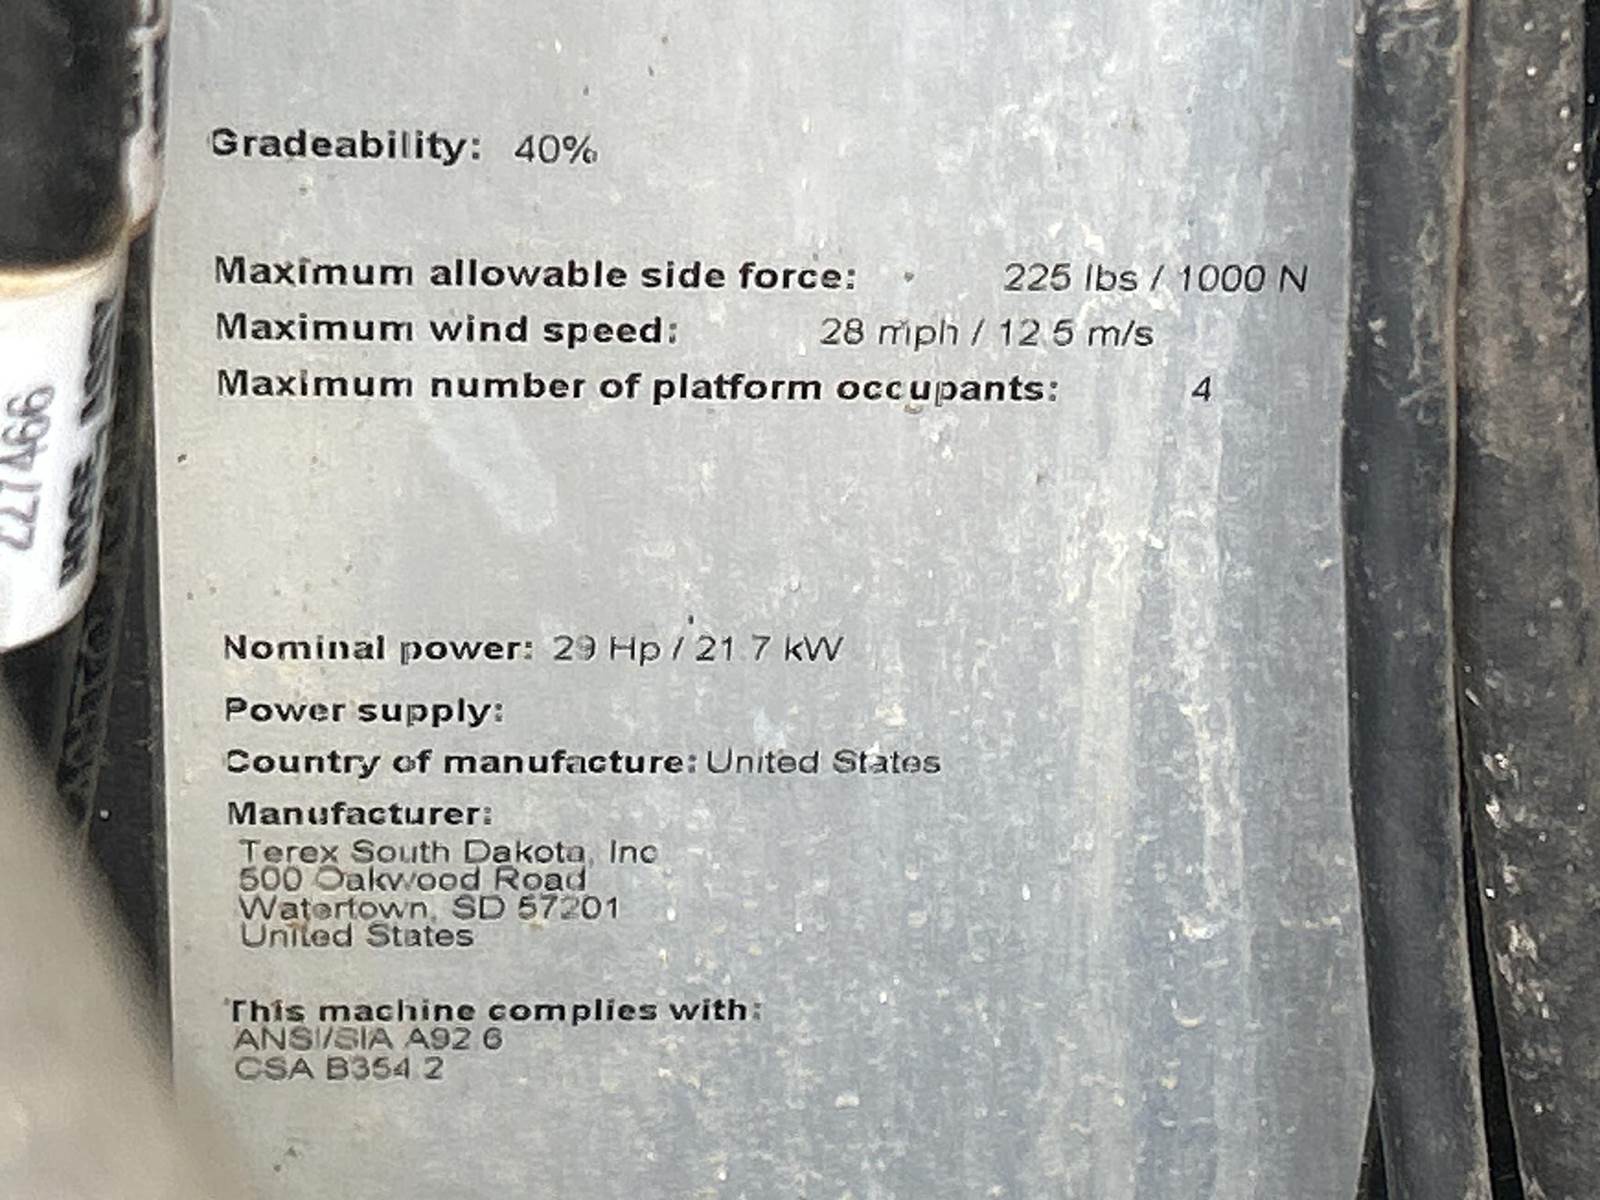 Gradeability: 40%
Maximum allowable side force: 225 lbs / 1000 N
Maximum wind speed: 28 mph / 12 5 m/s
Maximum number of platform occupants: 4
Nominal power: 29 Hp / 21 7 kW
Power supply:
Country of manufacture: United States
Manufacturer:
Terex South Dakota, Inc
500 Oakwood Road
Watertown, SD 57201
United States
This machine complies with:
ANSI/SIA A92 6
CSA B354 2
227466